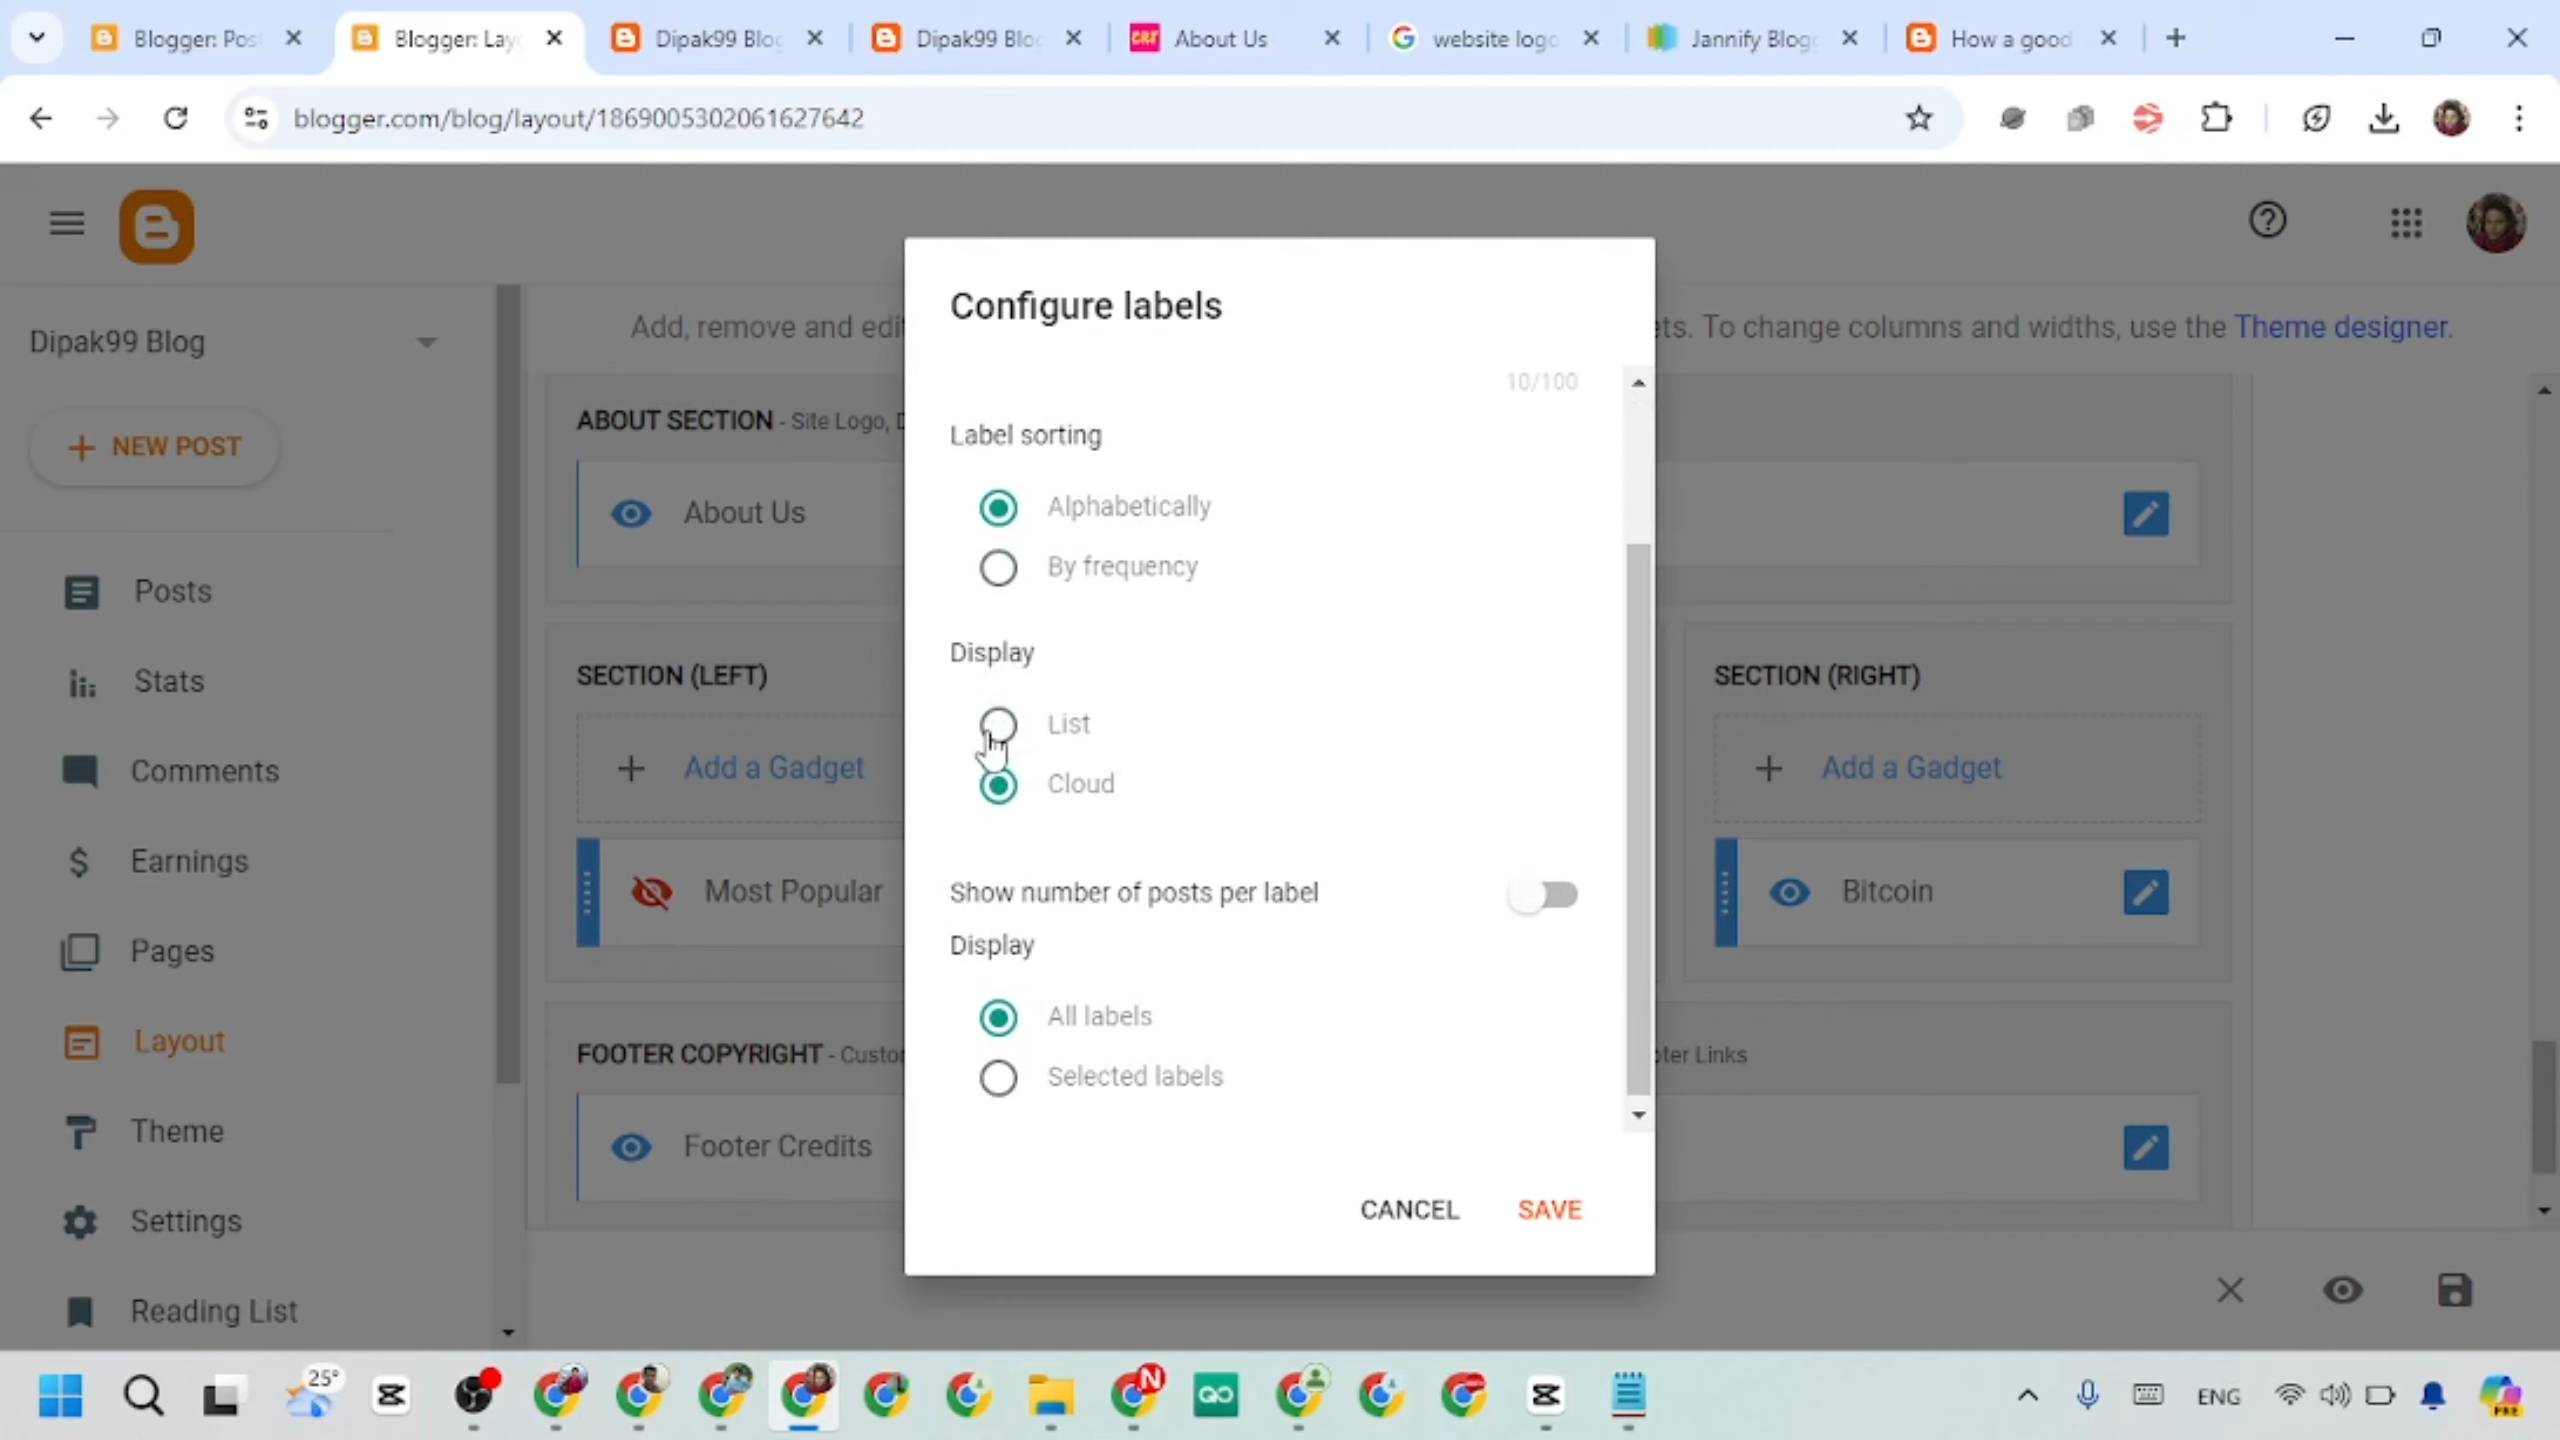 Blogger: Pos
Blogger: Lay
Dipak99 Blog
Dipak99 Blo
CRF
About Us
website logo
Jannify Blog
How a good
blogger.com/blog/layout/1869005302061627642
Dipak99 Blog
NEW POST
Posts
Stats
Comments
Earnings
Pages
Layout
Theme
Settings
Reading List
Add, remove and edi
ets. To change columns and widths, use the Theme designer.
ABOUT SECTION - Site Logo, D
About Us
SECTION (LEFT)
Add a Gadget
Most Popular
SECTION (RIGHT)
Add a Gadget
Bitcoin
FOOTER COPYRIGHT - Custo
ter Links
Footer Credits
Configure labels
10/100
Label sorting
Alphabetically
By frequency
Display
List
Cloud
Show number of posts per label
Display
All labels
Selected labels
CANCEL
SAVE
25°
N
ENG
PRE